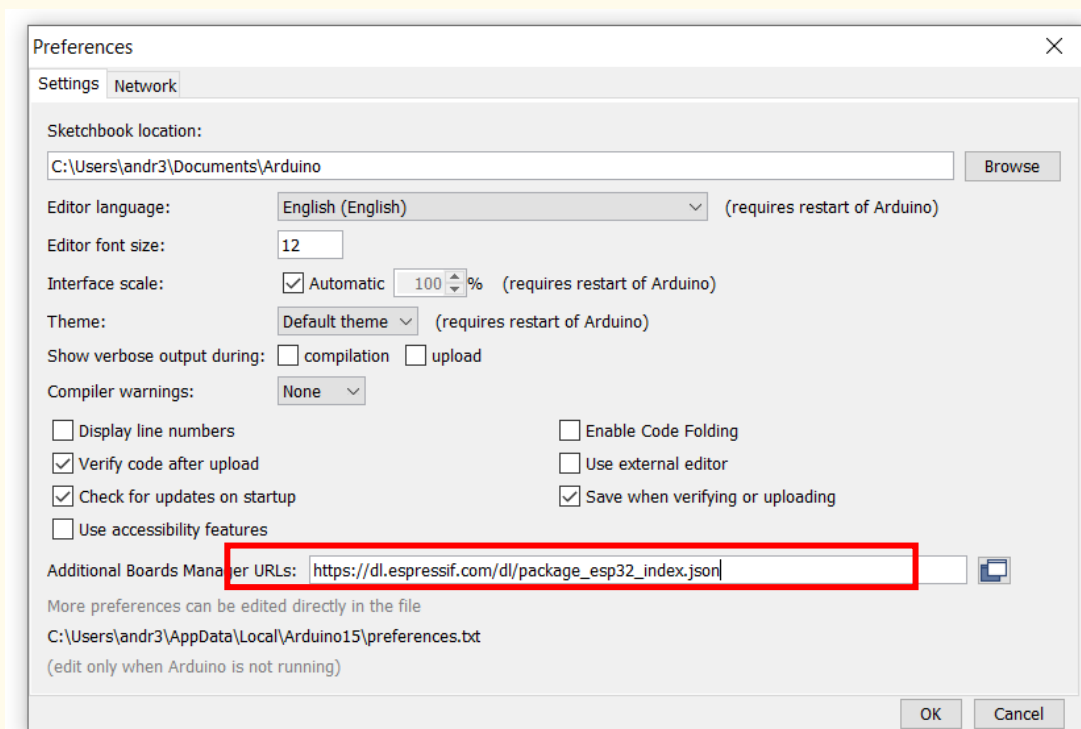 Preferences
Settings Network
Sketchbook location:
C:\Users\andr3\Documents\Arduino Browse
Editor language: English (English) (requires restart of Arduino)
Editor font size: 12
Interface scale: Automatic 100 % (requires restart of Arduino)
Theme: Default theme (requires restart of Arduino)
Show verbose output during: compilation upload
Compiler warnings: None
Display line numbers Enable Code Folding
Verify code after upload Use external editor
Check for updates on startup Save when verifying or uploading
Use accessibility features
Additional Boards Manager URLs: https://dl.espressif.com/dl/package_esp32_index.json
More preferences can be edited directly in the file
C:\Users\andr3\AppData\Local\Arduino15\preferences.txt
(edit only when Arduino is not running)
OK Cancel